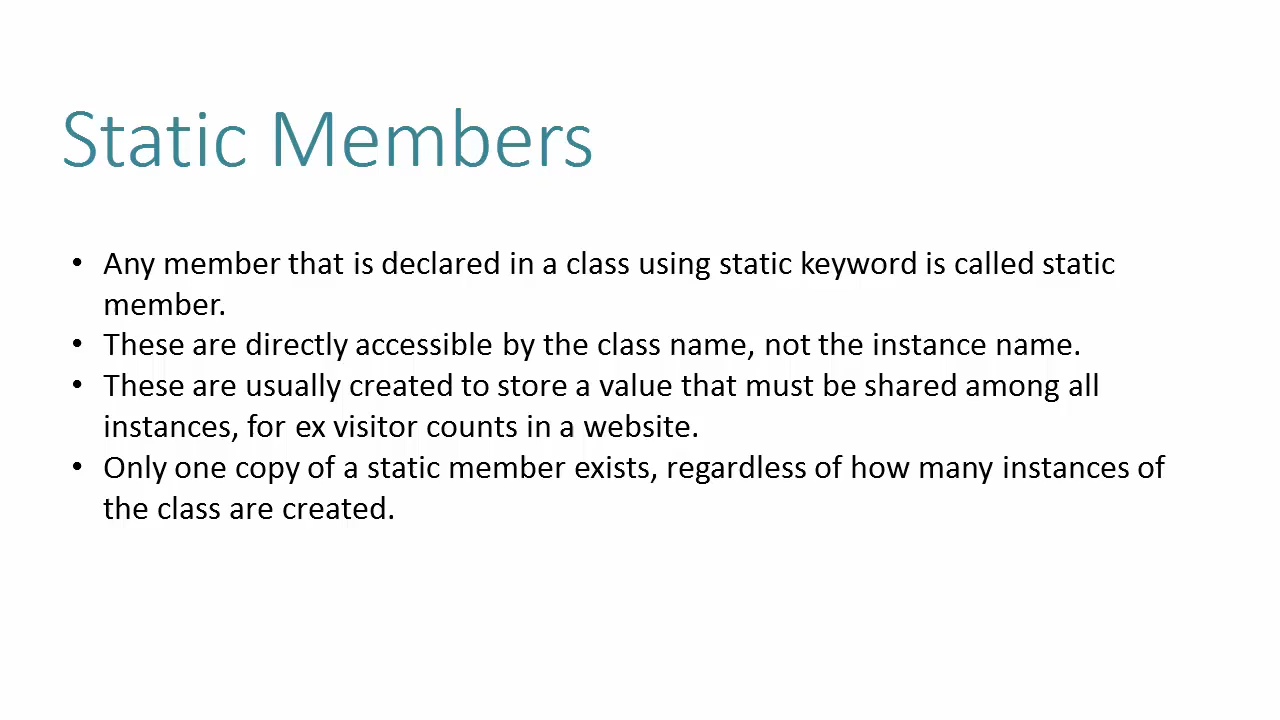 Static Members
• Any member that is declared in a class using static keyword is called static
member.
• These are directly accessible by the class name, not the instance name.
• These are usually created to store a value that must be shared among all
instances, for ex visitor counts in a website.
• Only one copy of a static member exists, regardless of how many instances of
the class are created.